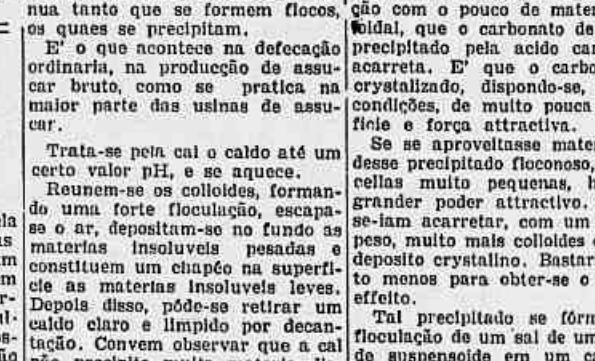 nua tanto que se formem flocos,
os quaes se precipitam.
E' o que acontece na defecação
ordinaria, na producção de assu-
car bruto, como se pratica na
maior parte das usinas de assu-
car.
Trata-se pela cal o caldo até um
certo valor pH, e se aquece.
Reunem-se os colloides, forman-
do uma forte floculação, escapa-
se o ar, depositam-se no fundo as
materias insoluveis pesadas e
constituem um chapéo na superfi-
cie as materias insoluveis leves.
Depois disso, póde-se retirar um
caldo claro e limpido por decan-
tação. Convem observar que a cal
ção com o pouco de mater
que o carbonato de
precipitado pela acido car
acarreta. E' que o carbo
crystalizado, dispondo-se,
condições, de muito pouca
ficie e força attractiva.
Se se aproveitasse mater
desse precipitado floconoso,
cellas muito pequenas, h
grander poder attractivo.
se-iam acarretar, com um
peso, muito mais colloides
deposito crystalino. Bastar
to menos para obter-se o
effeito.
Tal precipitado se fórm
floculação de um sal de um
de suspensoide em um